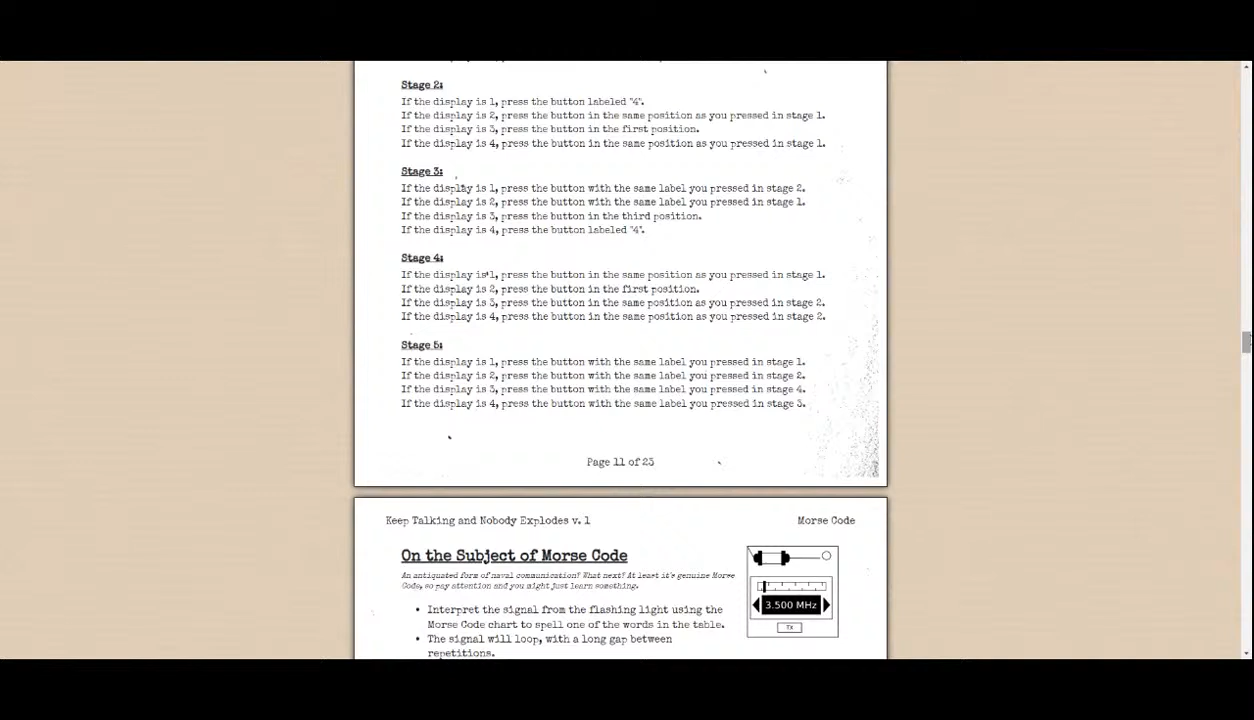 Stage 2:
If the display is 1, press the button labeled "4".
If the display is 2, press the button in the same position as you pressed in stage 1.
If the display is 3, press the button in the first position.
If the display is 4, press the button in the same position as you pressed in stage 1.
Stage 3:
If the display is 1, press the button with the same label you pressed in stage 2.
If the display is 2, press the button with the same label you pressed in stage 1.
If the display is 3, press the button in the third position.
If the display is 4, press the button labeled "4".
Stage 4:
If the display is 1, press the button in the same position as you pressed in stage 1.
If the display is 2, press the button in the first position.
If the display is 3, press the button in the same position as you pressed in stage 2.
If the display is 4, press the button in the same position as you pressed in stage 2.
Stage 5:
If the display is 1, press the button with the same label you pressed in stage 1.
If the display is 2, press the button with the same label you pressed in stage 2.
If the display is 3, press the button with the same label you pressed in stage 4.
If the display is 4, press the button with the same label you pressed in stage 3.
Page 11 of 23
Keep Talking and Nobody Explodes v. 1
Morse Code
On the Subject of Morse Code
An antiquated form of naval communication? What next? At least it's genuine Morse
Code, so pay attention and you might just learn something.
• Interpret the signal from the flashing light using the
Morse Code chart to spell one of the words in the table.
• The signal will loop, with a long gap between
repetitions.
3.500 MHz
TX